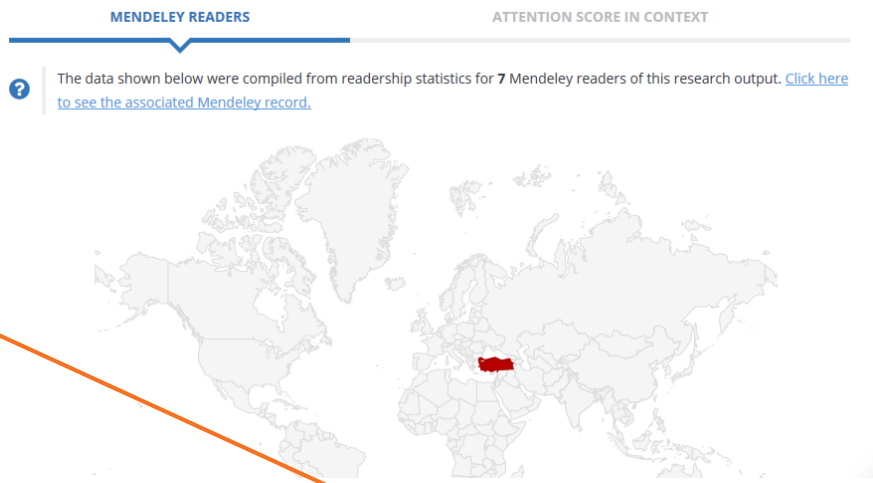 MENDELEY READERS
ATTENTION SCORE IN CONTEXT
?
The data shown below were compiled from readership statistics for 7 Mendeley readers of this research output. Click here
to see the associated Mendeley record.